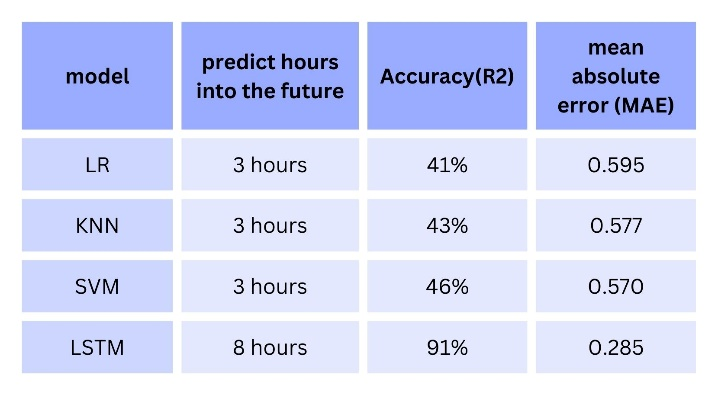 model
predict hours
into the future
Accuracy(R2)
mean
absolute
error (MAE)
LR
3 hours
41%
0.595
KNN
3 hours
43%
0.577
SVM
3 hours
46%
0.570
LSTM
8 hours
91%
0.285